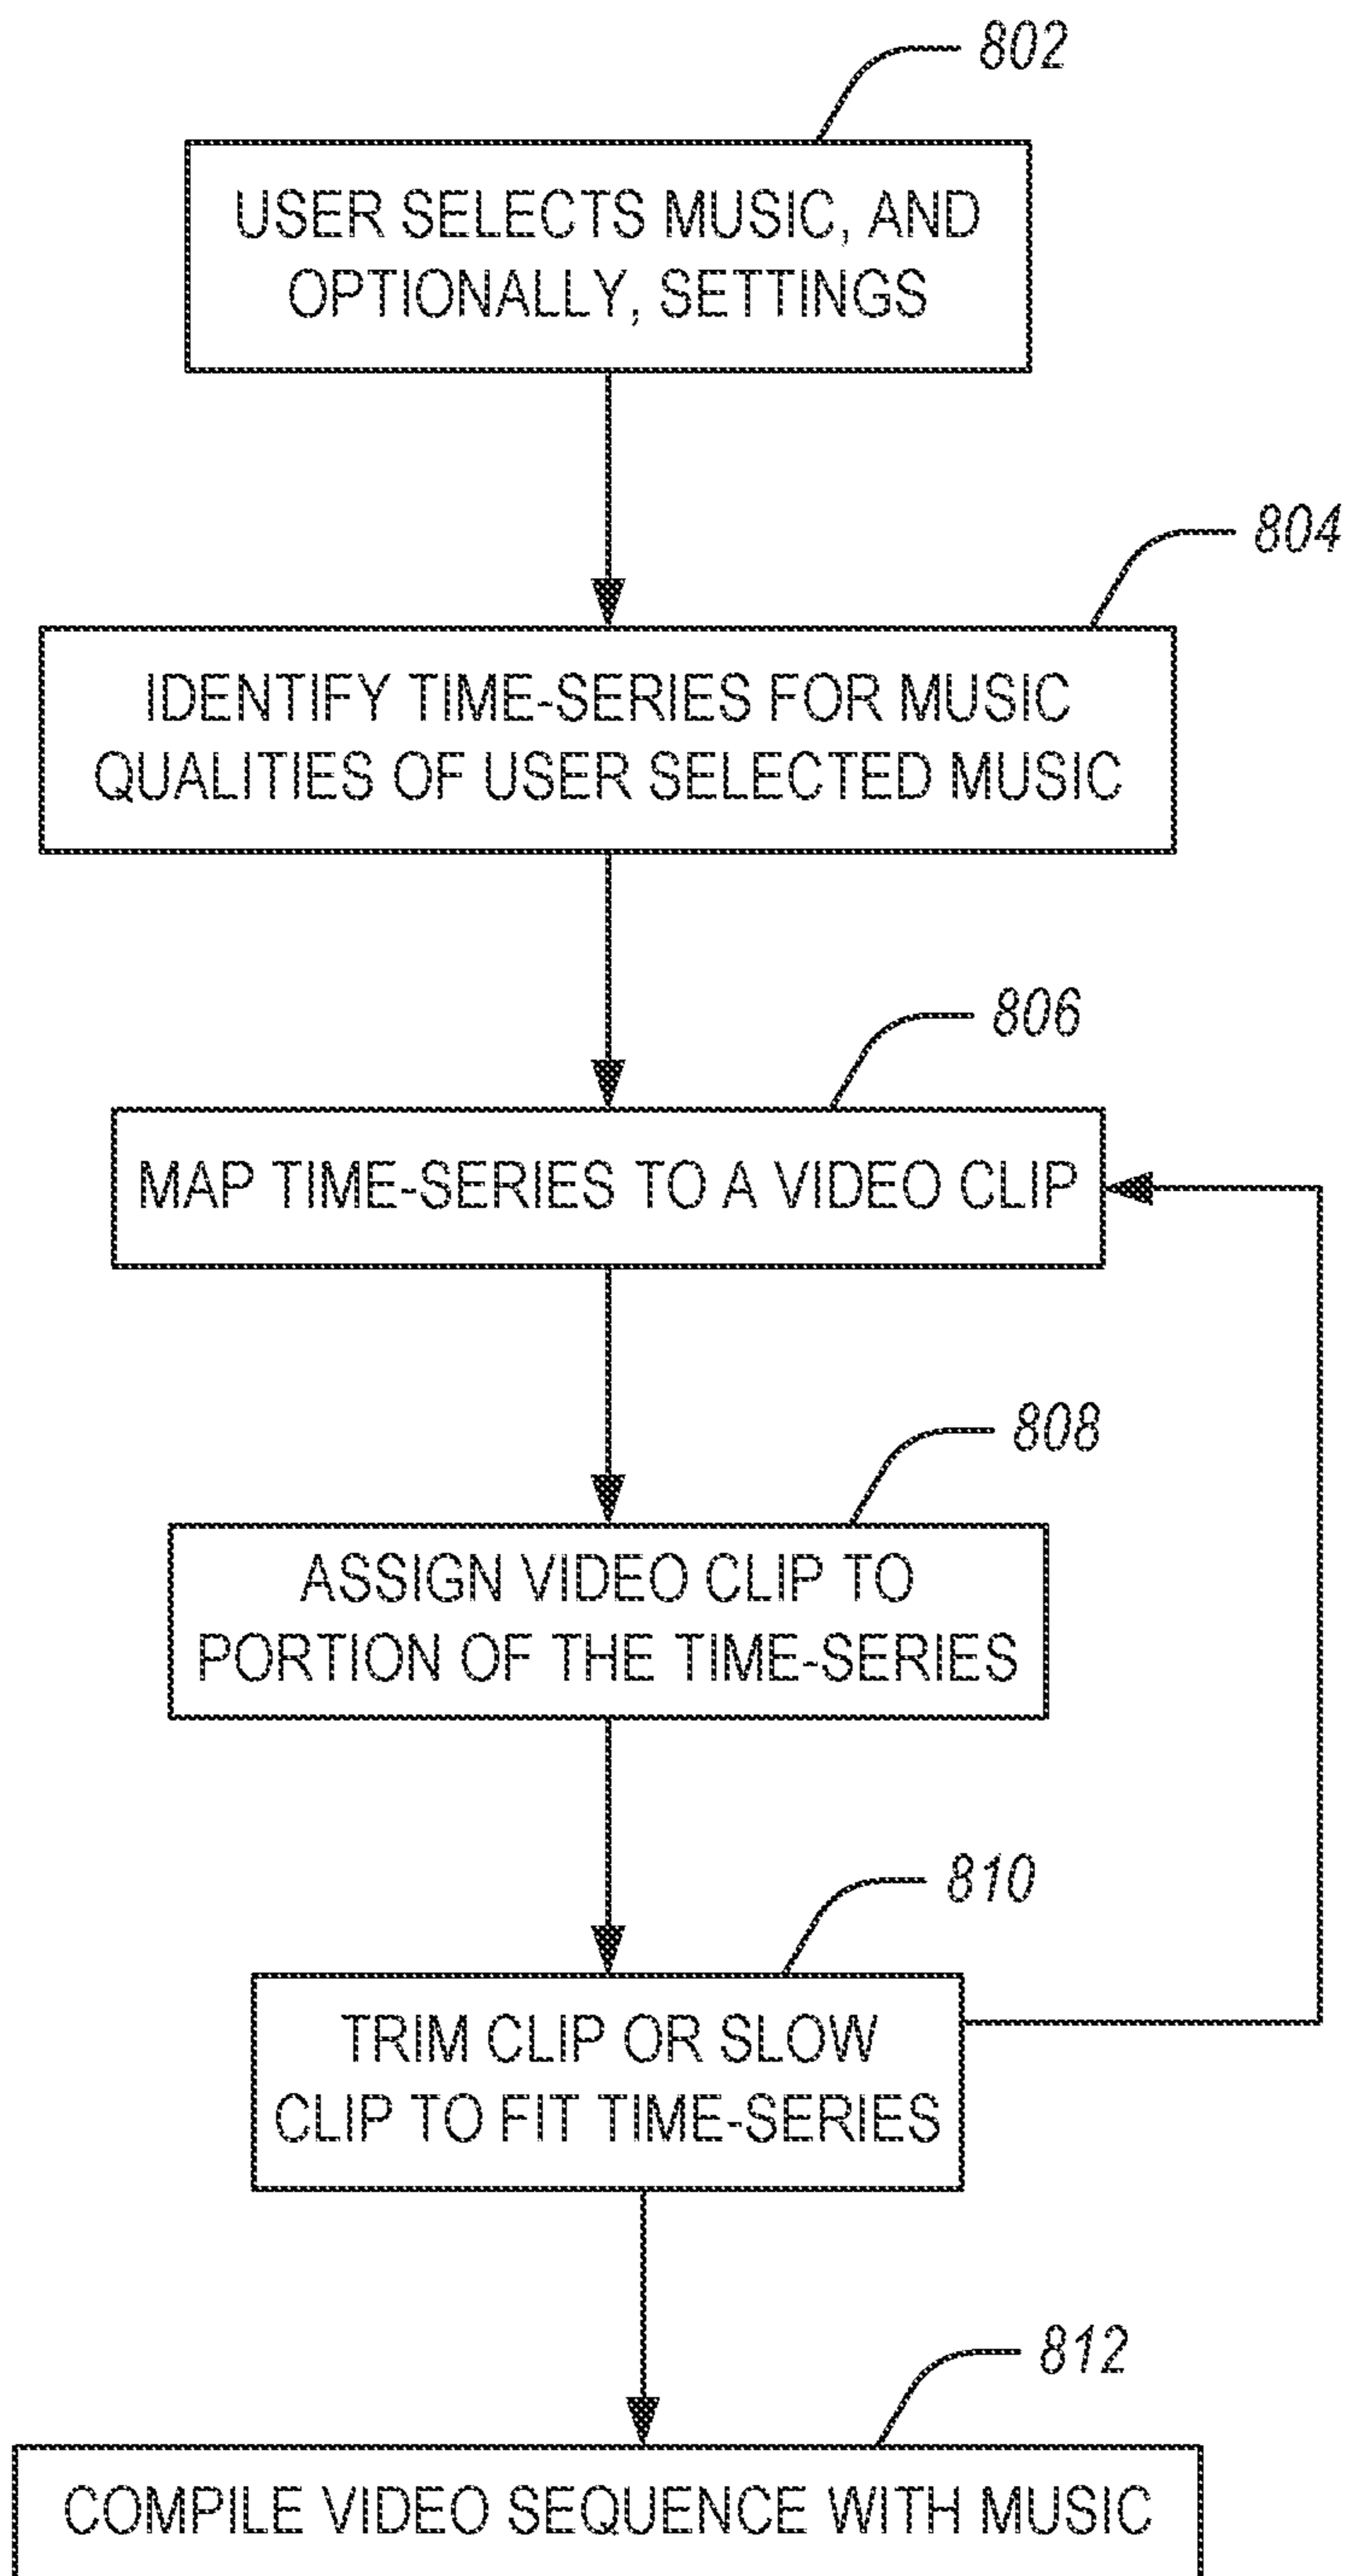 802
USER SELECTS MUSIC, AND
OPTIONALLY, SETTINGS
804
IDENTIFY TIME-SERIES FOR MUSIC
QUALITIES OF USER SELECTED MUSIC
806
MAP TIME-SERIES TO A VIDEO CLIP
808
ASSIGN VIDEO CLIP TO
PORTION OF THE TIME-SERIES
810
TRIM CLIP OR SLOW
CLIP TO FIT TIME-SERIES
812
COMPILE VIDEO SEQUENCE WITH MUSIC